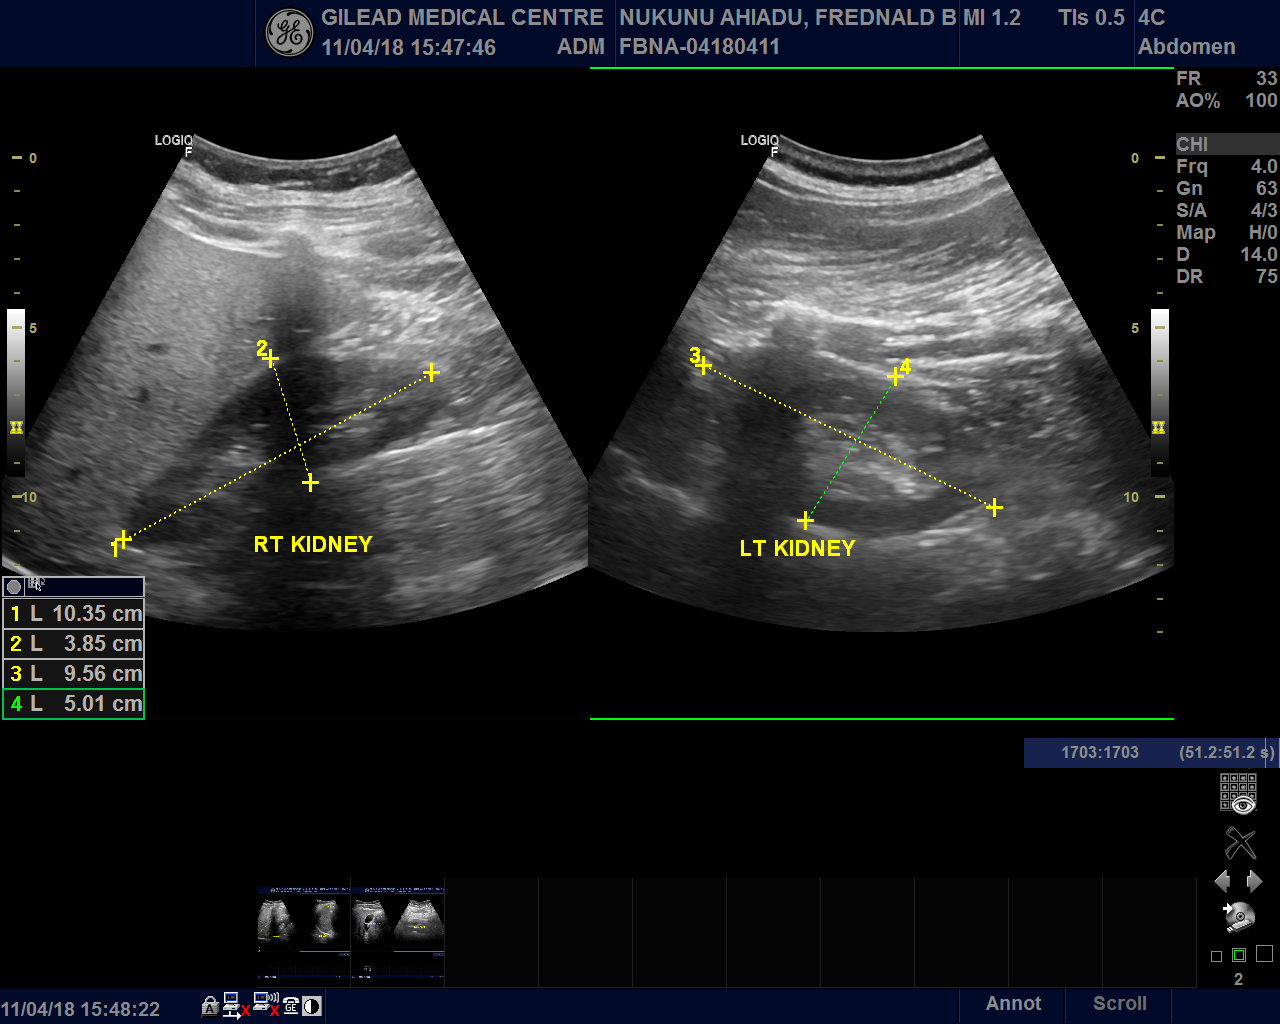 GILEAD MEDICAL CENTRE
11/04/18 15:47:46 ADM
NUKUNU AHIADU, FREDNALD B
FBNA-04180411
MI 1.2 TIs 0.5
4C
Abdomen
FR 33
AO% 100
CHI
Frq 4.0
Gn 63
S/A 4/3
Map H/0
D 14.0
DR 75
LOGIQ
F
LOGIQ
F
0
5
10
0
5
10
2
1
3
4
RT KIDNEY
LT KIDNEY
1 L 10.35 cm
2 L 3.85 cm
3 L 9.56 cm
4 L 5.01 cm
1703:1703 (51.2:51.2 s)
2
11/04/18 15:48:22
Annot
Scroll